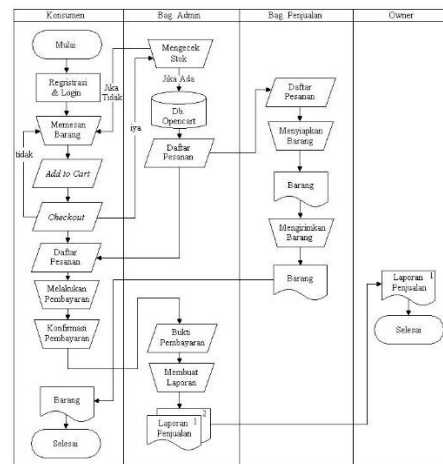 Konsumen
Bag. Admin
Bag. Penjualan
Owner
Mulai
Regristrasi
& Login
Memesan
Barang
Add to Cart
Checkout
Daftar
Pesanan
Melakukan
Pembayaran
Konfirmasi
Pembayaran
Barang
Selesai
tidak
Jika
Tidak
iya
Mengecek
Stok
Jika Ada
Db.
Opencart
Daftar
Pesanan
Bukti
Pembayaran
Membuat
Laporan
2
Laporan 1
Penjualan
Daftar
Pesanan
Menyiapkan
Barang
Barang
Mengirimkan
Barang
Barang
Laporan 1
Penjualan
Selesai